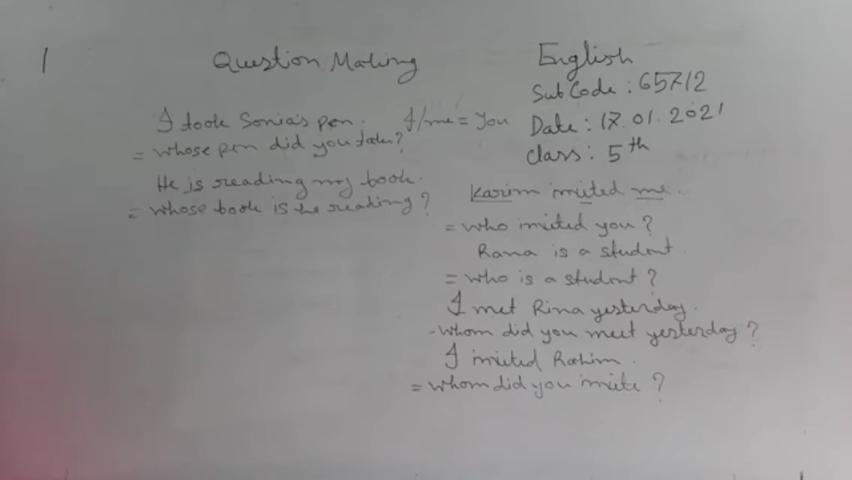 1
Question Making
I took Sonia's pen. I/me = You
= whose pen did you take?
He is reading my book.
= whose book is he reading?
English
Sub Code : 65712
Date : 17.01.2021
class : 5th
Karim invited me.
= who invited you?
Rana is a student
= who is a student?
I met Rina yesterday.
- whom did you meet yesterday?
I invited Rahim.
= whom did you invite?